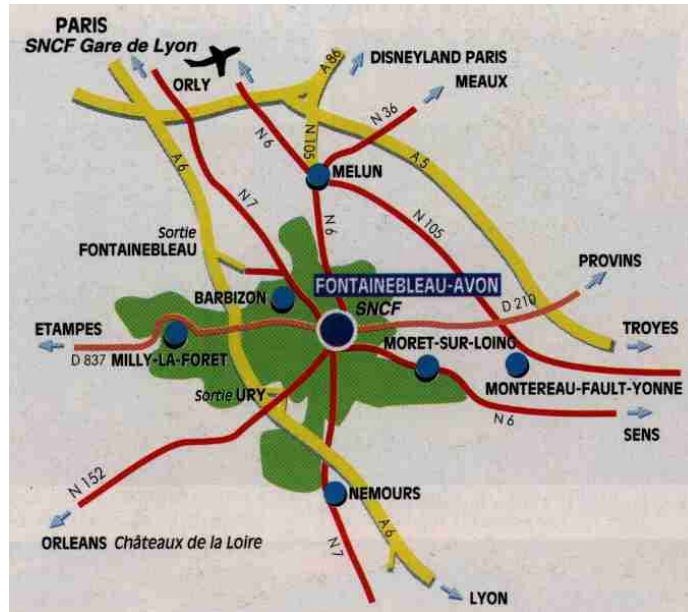 PARIS
SNCF Gare de Lyon
ORLY
A 86
DISNEYLAND PARIS
MEAUX
N 36
N 6
N 105
A 5
A 6
MELUN
N 7
Sortie
FONTAINEBLEAU
N 6
N 105
PROVINS
FONTAINEBLEAU-AVON
SNCF
D 210
BARBIZON
ETAMPES
MORET-SUR-LOING
TROYES
D 837
MILLY-LA-FORET
MONTEREAU-FAULT-YONNE
Sortie URY
N 6
SENS
N 152
NEMOURS
A 6
ORLEANS Châteaux de la Loire
N 7
LYON